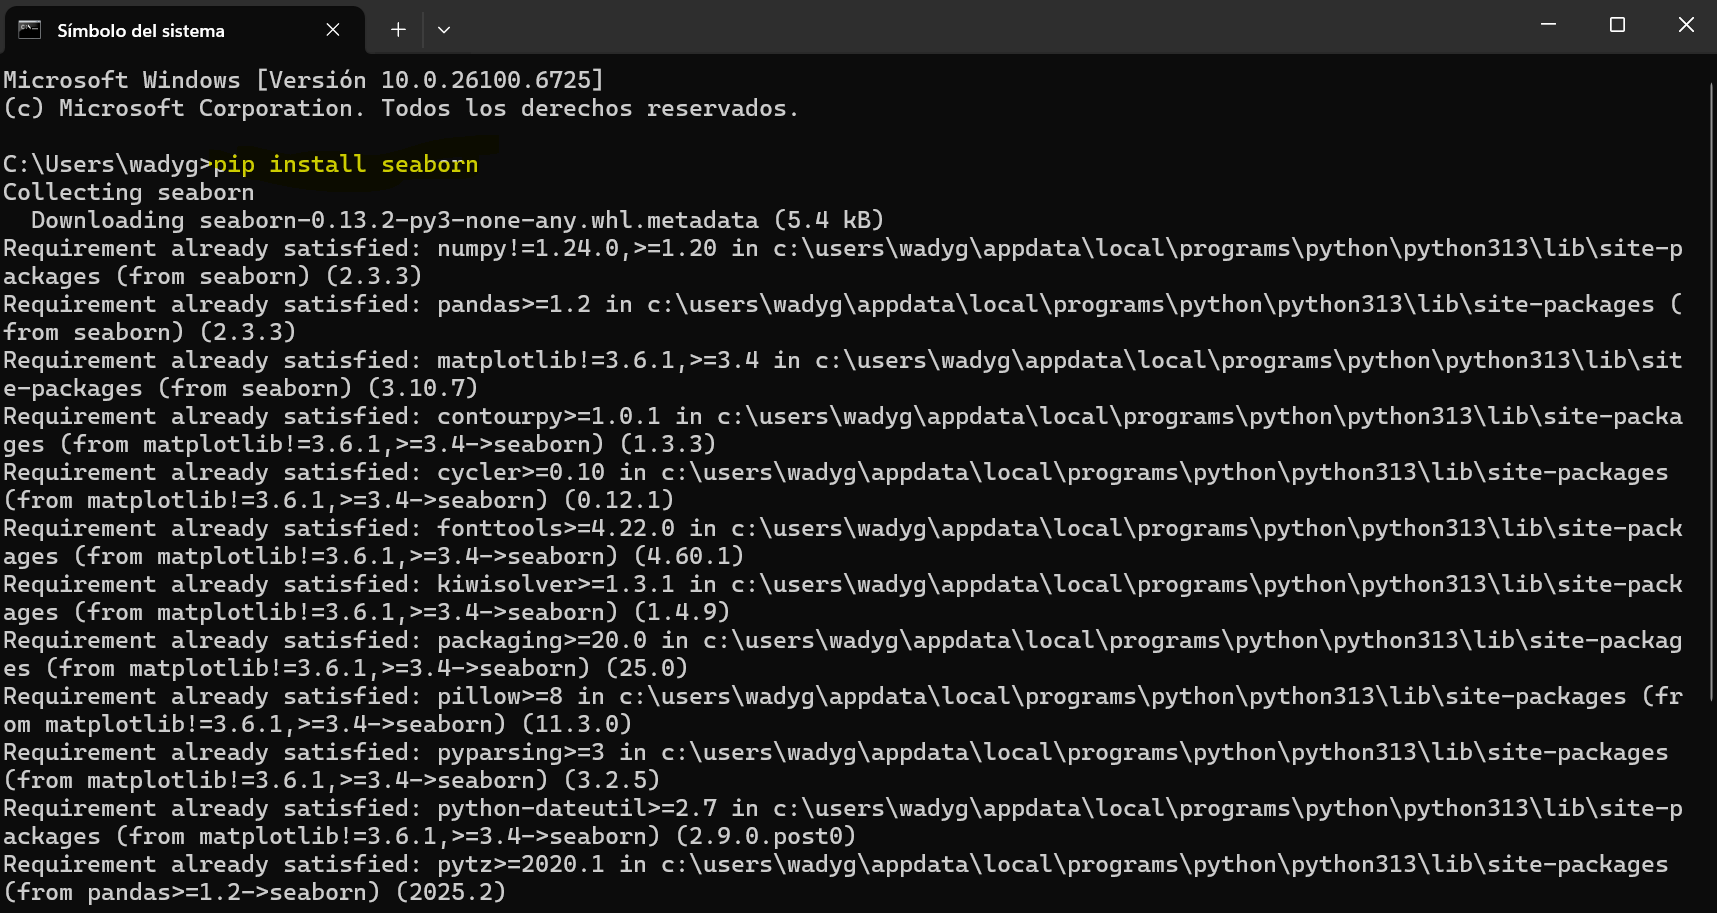 Símbolo del sistema
Microsoft Windows [Versión 10.0.26100.6725]
(c) Microsoft Corporation. Todos los derechos reservados.
C:\Users\wadyg>pip install seaborn
Collecting seaborn
  Downloading seaborn-0.13.2-py3-none-any.whl.metadata (5.4 kB)
Requirement already satisfied: numpy!=1.24.0,>=1.20 in c:\users\wadyg\appdata\local\programs\python\python313\lib\site-p
ackages (from seaborn) (2.3.3)
Requirement already satisfied: pandas>=1.2 in c:\users\wadyg\appdata\local\programs\python\python313\lib\site-packages (
from seaborn) (2.3.3)
Requirement already satisfied: matplotlib!=3.6.1,>=3.4 in c:\users\wadyg\appdata\local\programs\python\python313\lib\sit
e-packages (from seaborn) (3.10.7)
Requirement already satisfied: contourpy>=1.0.1 in c:\users\wadyg\appdata\local\programs\python\python313\lib\site-packa
ges (from matplotlib!=3.6.1,>=3.4->seaborn) (1.3.3)
Requirement already satisfied: cycler>=0.10 in c:\users\wadyg\appdata\local\programs\python\python313\lib\site-packages
(from matplotlib!=3.6.1,>=3.4->seaborn) (0.12.1)
Requirement already satisfied: fonttools>=4.22.0 in c:\users\wadyg\appdata\local\programs\python\python313\lib\site-pack
ages (from matplotlib!=3.6.1,>=3.4->seaborn) (4.60.1)
Requirement already satisfied: kiwisolver>=1.3.1 in c:\users\wadyg\appdata\local\programs\python\python313\lib\site-pack
ages (from matplotlib!=3.6.1,>=3.4->seaborn) (1.4.9)
Requirement already satisfied: packaging>=20.0 in c:\users\wadyg\appdata\local\programs\python\python313\lib\site-packag
es (from matplotlib!=3.6.1,>=3.4->seaborn) (25.0)
Requirement already satisfied: pillow>=8 in c:\users\wadyg\appdata\local\programs\python\python313\lib\site-packages (fr
om matplotlib!=3.6.1,>=3.4->seaborn) (11.3.0)
Requirement already satisfied: pyparsing>=3 in c:\users\wadyg\appdata\local\programs\python\python313\lib\site-packages
(from matplotlib!=3.6.1,>=3.4->seaborn) (3.2.5)
Requirement already satisfied: python-dateutil>=2.7 in c:\users\wadyg\appdata\local\programs\python\python313\lib\site-p
ackages (from matplotlib!=3.6.1,>=3.4->seaborn) (2.9.0.post0)
Requirement already satisfied: pytz>=2020.1 in c:\users\wadyg\appdata\local\programs\python\python313\lib\site-packages
(from pandas>=1.2->seaborn) (2025.2)